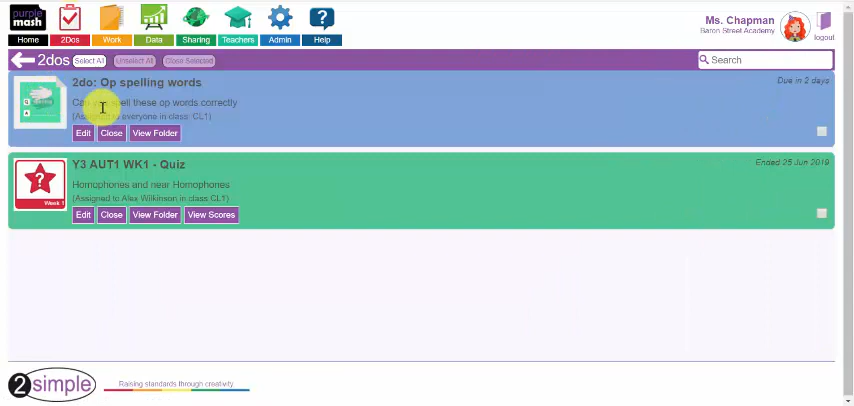 purple mash
Home 2Dos Work Data Sharing Teachers Admin Help
Ms. Chapman
Baron Street Academy
logout
2dos Select All Unselect All Close Selected Search
2do: Op spelling words Due in 2 days
spell these op words correctly
(Assigned to everyone in class: CL1)
Edit Close View Folder
Y3 AUT1 WK1 - Quiz Ended 25 Jun 2019
Homophones and near Homophones
(Assigned to Alex Wilkinson in class CL1)
Week 1
Edit Close View Folder View Scores
2simple Raising standards through creativity